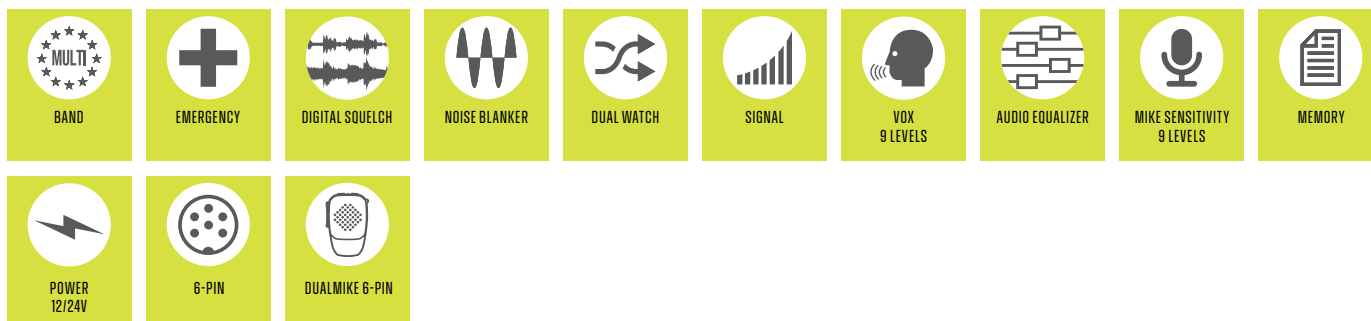 MULTI
BAND
EMERGENCY
DIGITAL SQUELCH
NOISE BLANKER
DUAL WATCH
SIGNAL
VOX
9 LEVELS
AUDIO EQUALIZER
MIKE SENSITIVITY
9 LEVELS
MEMORY
POWER
12/24V
6-PIN
DUALMIKE 6-PIN